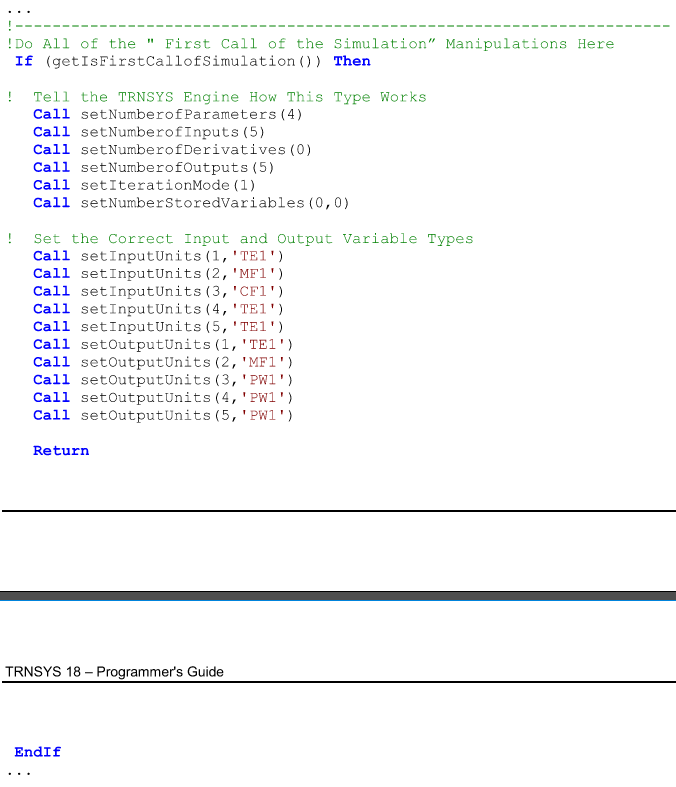 ...
!----------------------------------------------------------------------
!Do All of the " First Call of the Simulation” Manipulations Here
If (getIsFirstCallofSimulation()) Then
! Tell the TRNSYS Engine How This Type Works
Call setNumberofParameters(4)
Call setNumberofInputs(5)
Call setNumberofDerivatives(0)
Call setNumberofOutputs(5)
Call setIterationMode(1)
Call setNumberStoredVariables(0,0)
! Set the Correct Input and Output Variable Types
Call setInputUnits(1,'TE1')
Call setInputUnits(2,'MF1')
Call setInputUnits(3,'CF1')
Call setInputUnits(4,'TE1')
Call setInputUnits(5,'TE1')
Call setOutputUnits(1,'TE1')
Call setOutputUnits(2,'MF1')
Call setOutputUnits(3,'PW1')
Call setOutputUnits(4,'PW1')
Call setOutputUnits(5,'PW1')
Return
TRNSYS 18 – Programmer's Guide
EndIf
...